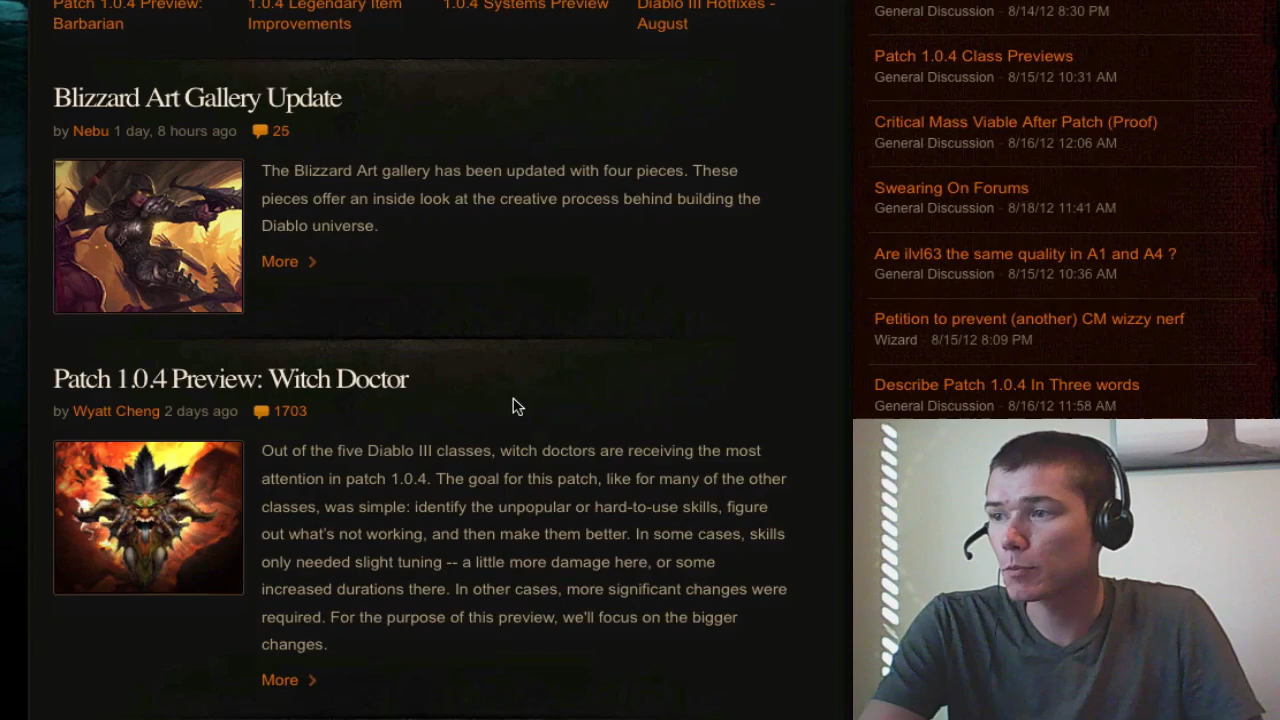 Patch 1.0.4 Preview: Barbarian
1.0.4 Legendary Item Improvements
1.0.4 Systems Preview
Diablo III Hotfixes - August
Blizzard Art Gallery Update
by Nebu 1 day, 8 hours ago 25
The Blizzard Art gallery has been updated with four pieces. These
pieces offer an inside look at the creative process behind building the
Diablo universe.
More
Patch 1.0.4 Preview: Witch Doctor
by Wyatt Cheng 2 days ago 1703
Out of the five Diablo III classes, witch doctors are receiving the most
attention in patch 1.0.4. The goal for this patch, like for many of the other
classes, was simple: identify the unpopular or hard-to-use skills, figure
out what's not working, and then make them better. In some cases, skills
only needed slight tuning -- a little more damage here, or some
increased durations there. In other cases, more significant changes were
required. For the purpose of this preview, we'll focus on the bigger
changes.
More
General Discussion · 8/14/12 8:30 PM
Patch 1.0.4 Class Previews
General Discussion · 8/15/12 10:31 AM
Critical Mass Viable After Patch (Proof)
General Discussion · 8/16/12 12:06 AM
Swearing On Forums
General Discussion · 8/18/12 11:41 AM
Are ilvl63 the same quality in A1 and A4 ?
General Discussion · 8/15/12 10:36 AM
Petition to prevent (another) CM wizzy nerf
Wizard · 8/15/12 8:09 PM
Describe Patch 1.0.4 In Three words
General Discussion · 8/16/12 11:58 AM